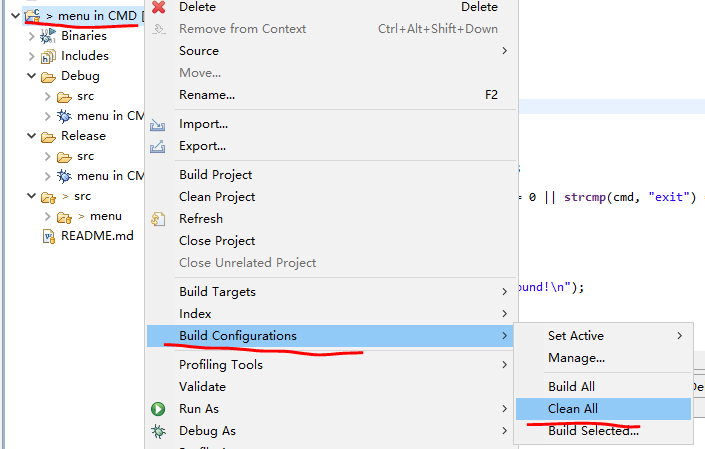 > menu in CMD [
Binaries
Includes
Debug
src
menu in CM
Release
src
menu in CM
> src
> menu
README.md
Delete Delete
Remove from Context Ctrl+Alt+Shift+Down
Source
Move...
Rename... F2
Import...
Export...
Build Project
Clean Project
Refresh
Close Project
Close Unrelated Project
Build Targets
Index
Build Configurations
Profiling Tools
Validate
Run As
Debug As
Set Active
Manage...
Build All
Clean All
Build Selected...
;
= 0 || strcmp(cmd, "exit")
ound!\n");
De